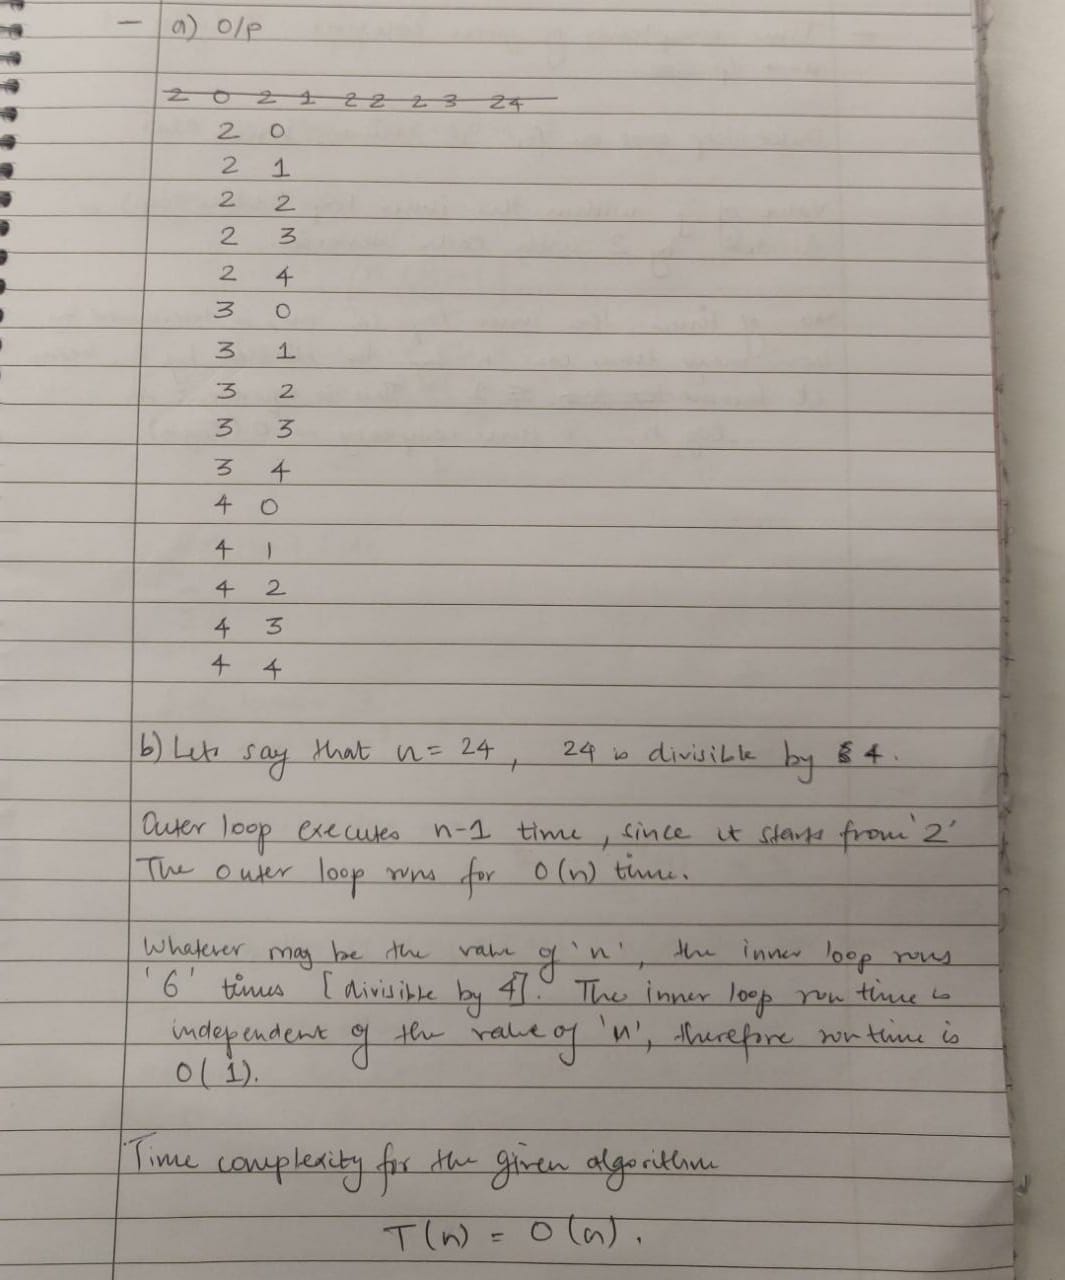 — a) O/P
2 0 2 1 2 2 2 3 24
2 0
2 1
2 2
2 3
2 4
3 0
3 1
3 2
3 3
3 4
4 0
4 1
4 2
4 3
4 4
b) Lets say that n = 24, 24 is divisible by 4.
Outer loop executes n-1 time, since it starts from '2'
The outer loop runs for O(n) time.
Whatever may be the value of 'n', the inner loop runs
'6' times [divisible by 4]. The inner loop run time is
independent of the value of 'n', therefore run time is
O(1).
Time complexity for the given algorithm
T(n) = O(n).